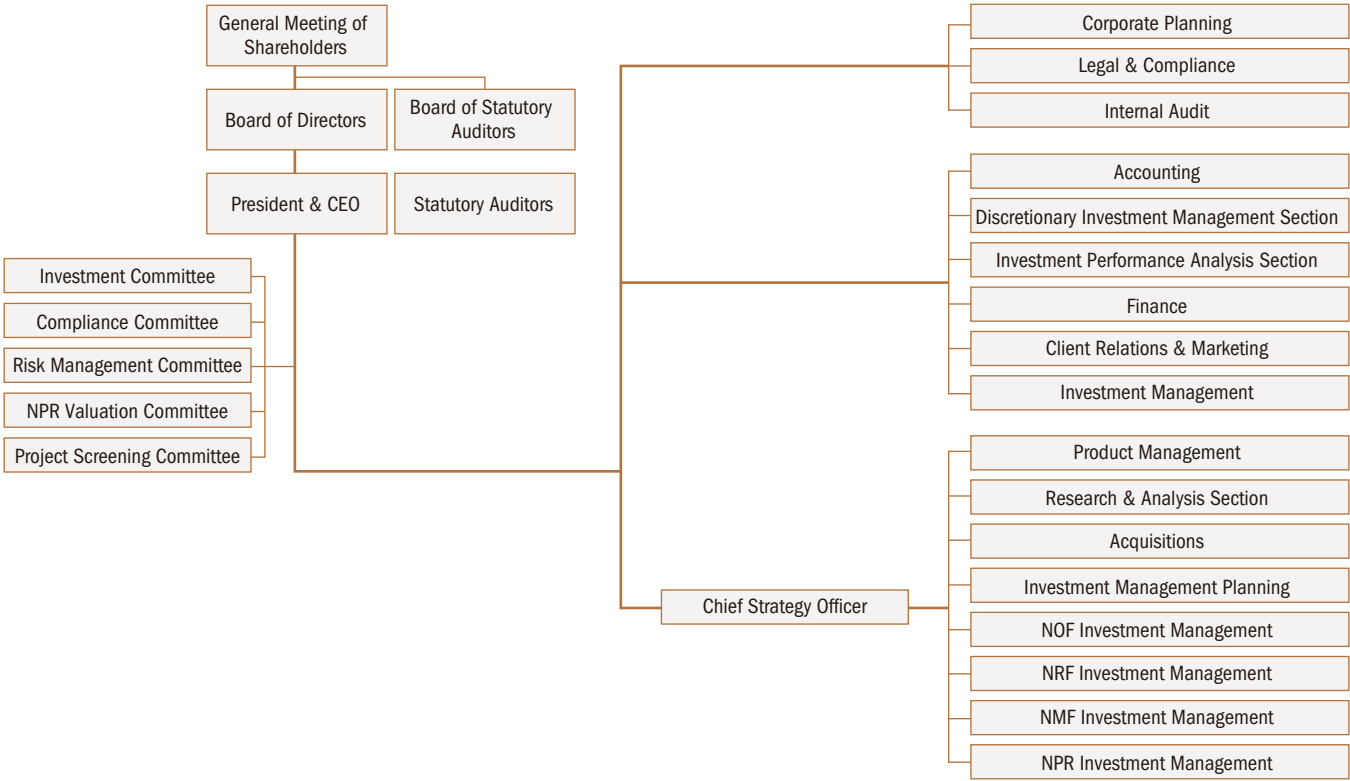 General Meeting of
Shareholders
Board of Directors
Board of Statutory
Auditors
President & CEO
Statutory Auditors
Investment Committee
Compliance Committee
Risk Management Committee
NPR Valuation Committee
Project Screening Committee
Corporate Planning
Legal & Compliance
Internal Audit
Accounting
Discretionary Investment Management Section
Investment Performance Analysis Section
Finance
Client Relations & Marketing
Investment Management
Chief Strategy Officer
Product Management
Research & Analysis Section
Acquisitions
Investment Management Planning
NOF Investment Management
NRF Investment Management
NMF Investment Management
NPR Investment Management